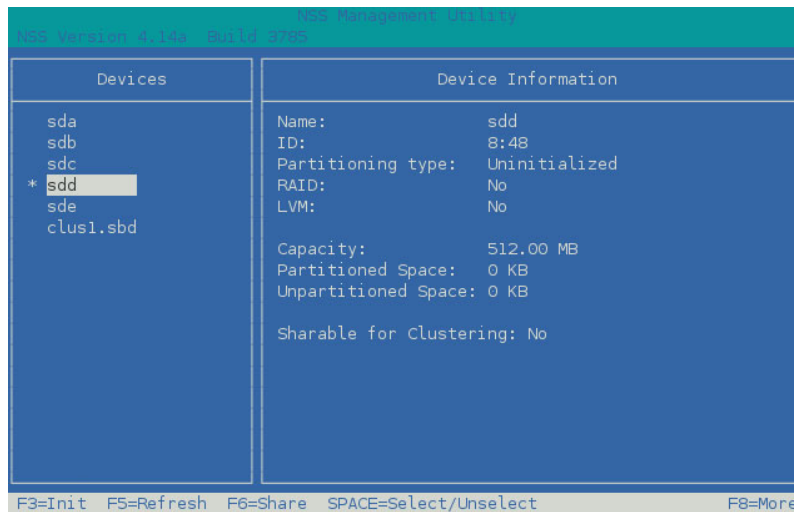 NSS Management Utility
NSS Version 4.14a Build 3785
Devices
sda
sdb
sdc
* sdd
sde
clus1.sbd
Device Information
Name: sdd
ID: 8:48
Partitioning type: Uninitialized
RAID: No
LVM: No
Capacity: 512.00 MB
Partitioned Space: 0 KB
Unpartitioned Space: 0 KB
Sharable for Clustering: No
F3=Init F5=Refresh F6=Share SPACE=Select/Unselect F8=More